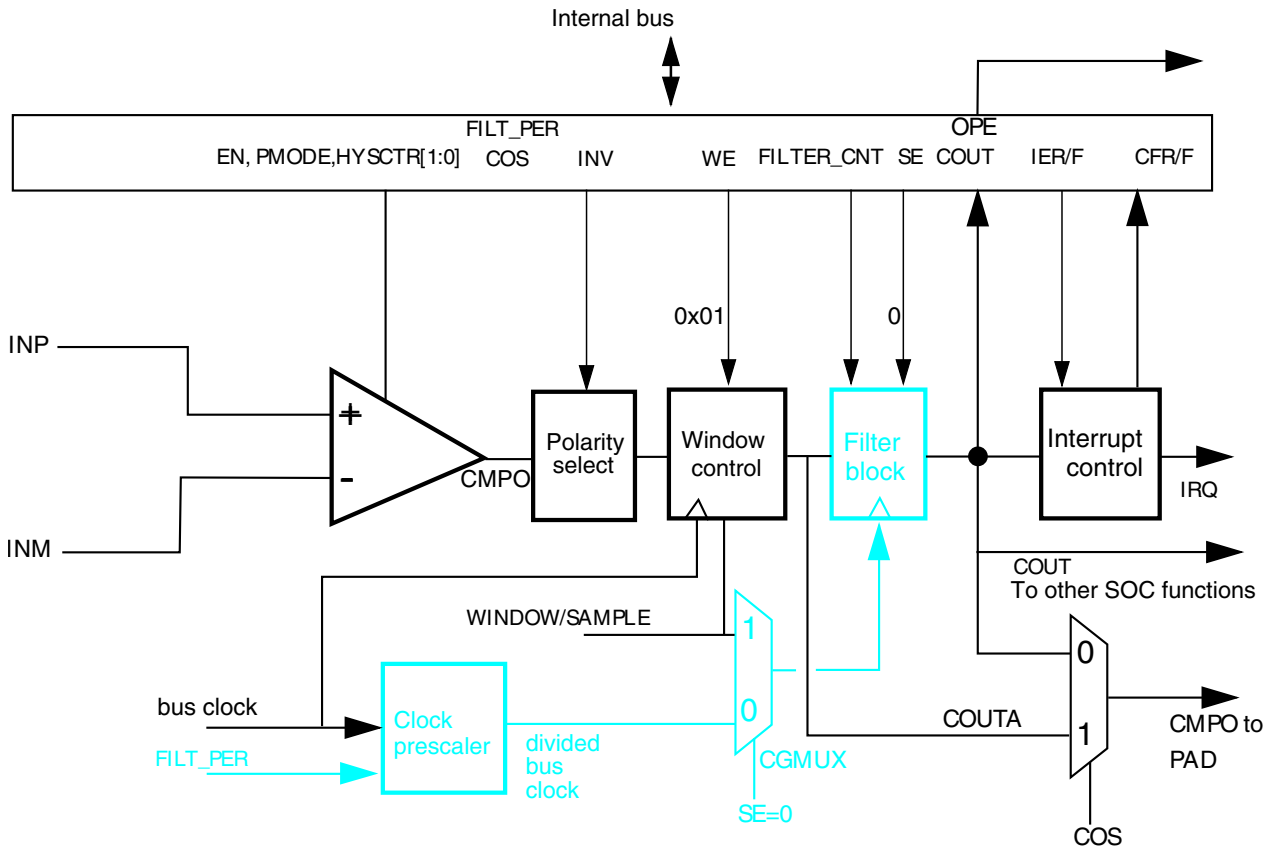 Internal bus
FILT_PER
OPE
EN, PMODE,HYSCTR[1:0]
COS
INV
WE
FILTER_CNT
SE
COUT
IER/F
CFR/F
0x01
0
INP
INM
+
-
CMPO
Polarity
select
Window
control
Filter
block
Interrupt
control
IRQ
COUT
To other SOC functions
WINDOW/SAMPLE
1
0
0
1
bus clock
FILT_PER
Clock
prescaler
divided
bus
clock
CGMUX
SE=0
COUTA
CMPO to
PAD
COS